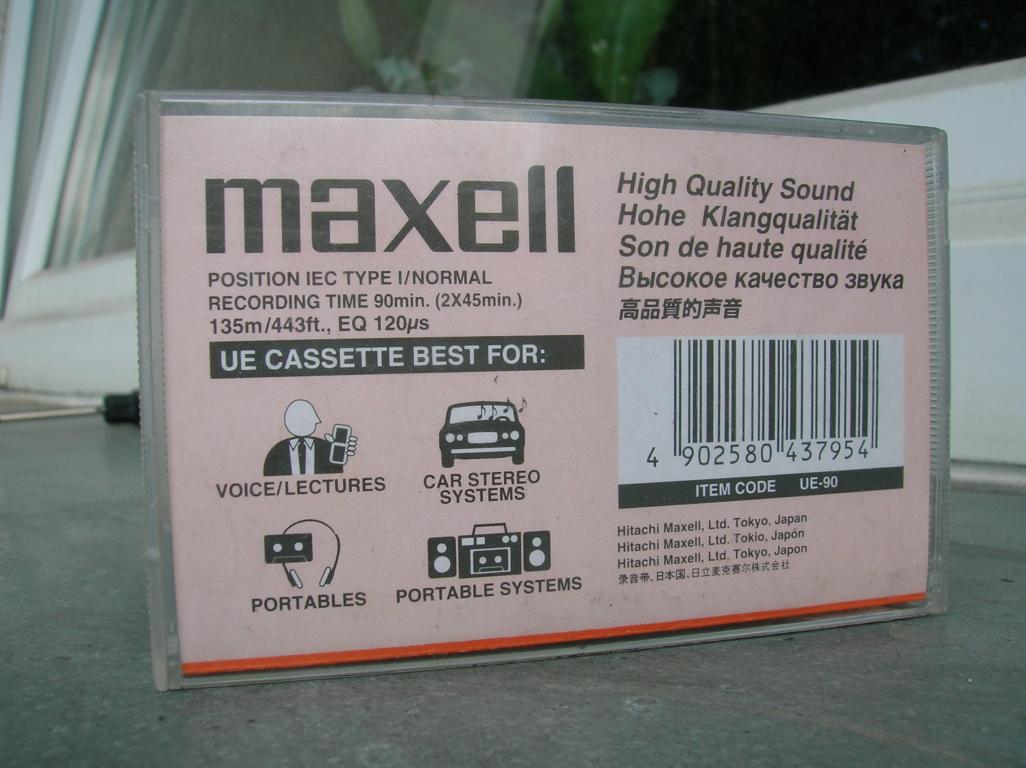 maxell
POSITION IEC TYPE I/NORMAL
RECORDING TIME 90min. (2X45min.)
135m/443ft., EQ 120µs
UE CASSETTE BEST FOR:
VOICE/LECTURES
CAR STEREO
SYSTEMS
PORTABLES
PORTABLE SYSTEMS
High Quality Sound
Hohe Klangqualität
Son de haute qualité
Высокое качество звука
高品質的声音
4 902580 437954
ITEM CODE UE-90
Hitachi Maxell, Ltd. Tokyo, Japan
Hitachi Maxell, Ltd. Tokio, Japón
Hitachi Maxell, Ltd. Tokyo, Japon
录音带、日本国、日立麦克赛尔株式会社